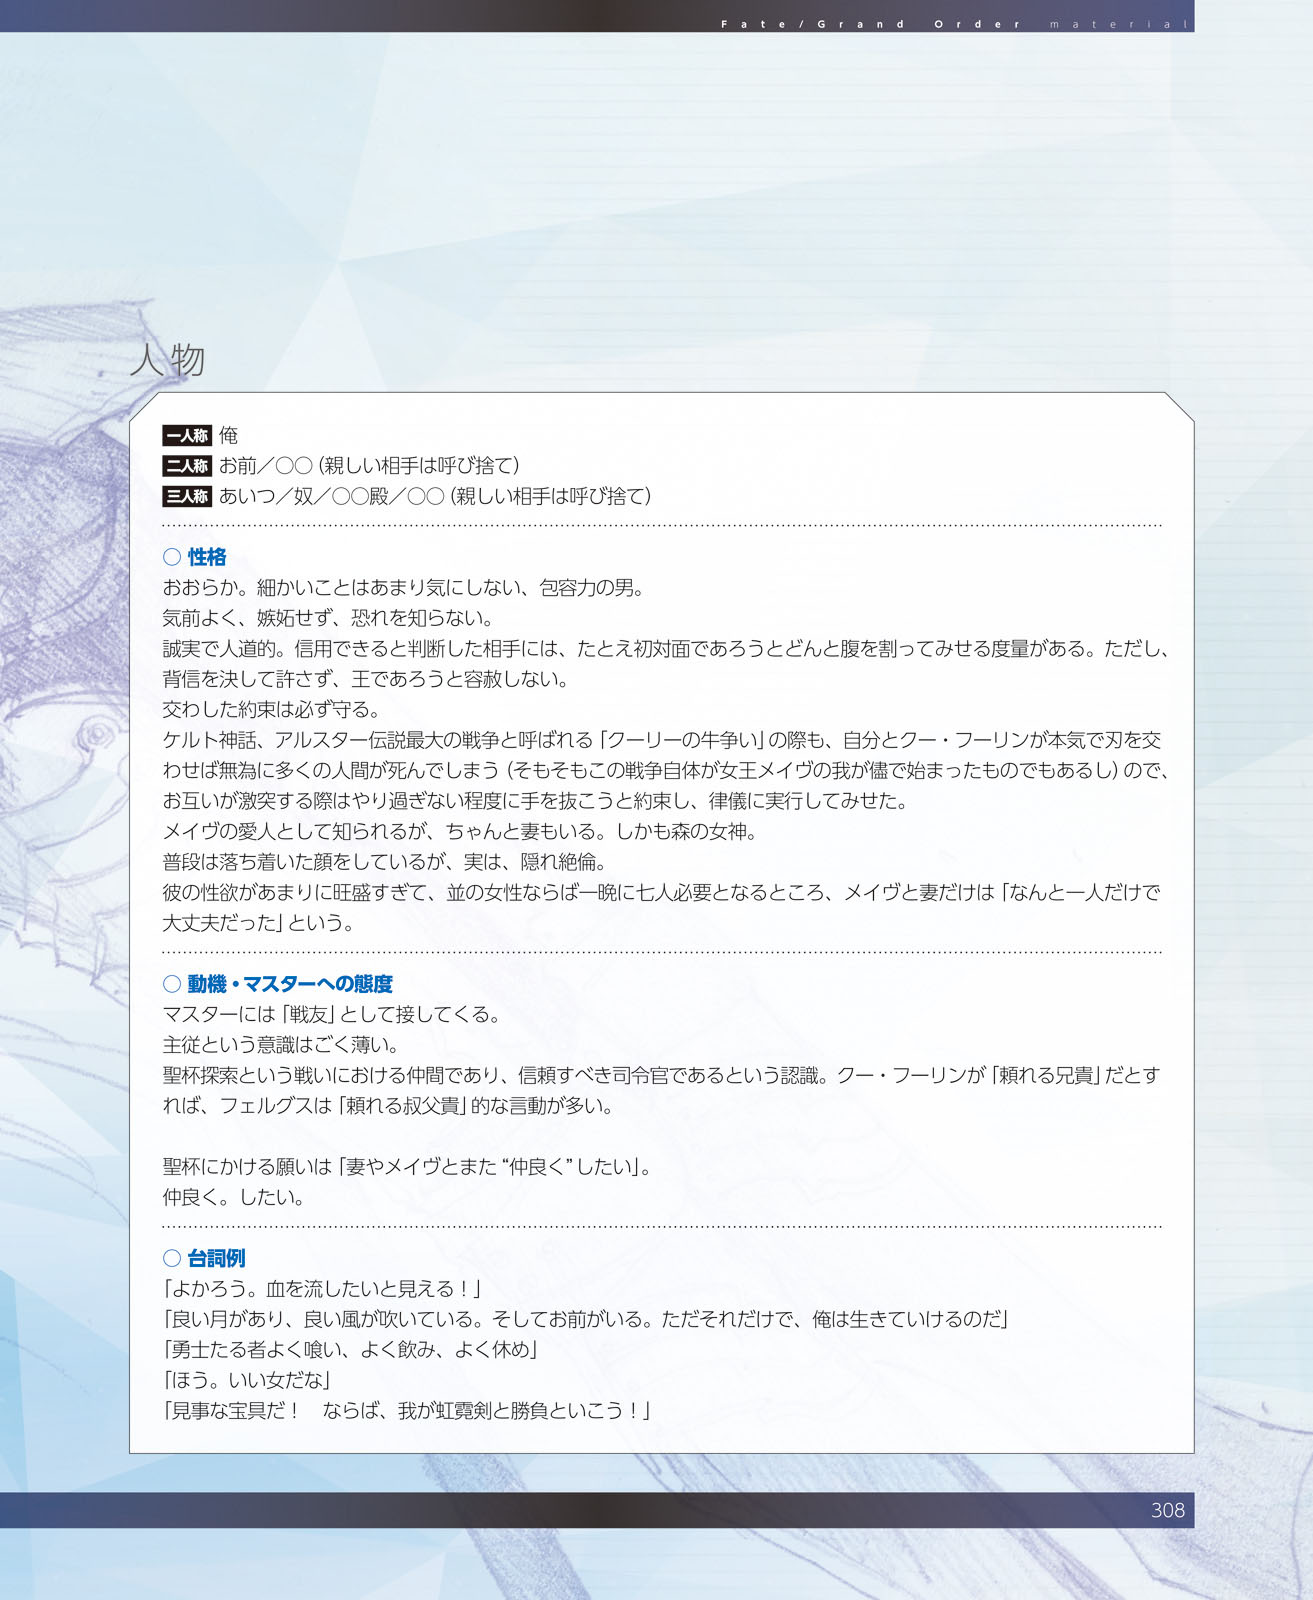 Fate/Grand Order material
人物
一人称 俺
二人称 お前／○○（親しい相手は呼び捨て）
三人称 あいつ／奴／○○殿／○○（親しい相手は呼び捨て）
○ 性格
おおらか。細かいことはあまり気にしない、包容力の男。
気前よく、嫉妬せず、恐れを知らない。
誠実で人道的。信用できると判断した相手には、たとえ初対面であろうとどんと腹を割ってみせる度量がある。ただし、
背信を決して許さず、王であろうと容赦しない。
交わした約束は必ず守る。
ケルト神話、アルスター伝説最大の戦争と呼ばれる「クーリーの牛争い」の際も、自分とクー・フーリンが本気で刃を交
わせば無為に多くの人間が死んでしまう（そもそもこの戦争自体が女王メイヴの我が儘で始まったものでもあるし）ので、
お互いが激突する際はやり過ぎない程度に手を抜こうと約束し、律儀に実行してみせた。
メイヴの愛人として知られるが、ちゃんと妻もいる。しかも森の女神。
普段は落ち着いた顔をしているが、実は、隠れ絶倫。
彼の性欲があまりに旺盛すぎて、並の女性ならば一晩に七人必要となるところ、メイヴと妻だけは「なんと一人だけで
大丈夫だった」という。
○ 動機・マスターへの態度
マスターには「戦友」として接してくる。
主従という意識はごく薄い。
聖杯探索という戦いにおける仲間であり、信頼すべき司令官であるという認識。クー・フーリンが「頼れる兄貴」だとす
れば、フェルグスは「頼れる叔父貴」的な言動が多い。
聖杯にかける願いは「妻やメイヴとまた“仲良く”したい」。
仲良く。したい。
○ 台詞例
「よかろう。血を流したいと見える！」
「良い月があり、良い風が吹いている。そしてお前がいる。ただそれだけで、俺は生きていけるのだ」
「勇士たる者よく喰い、よく飲み、よく休め」
「ほう。いい女だな」
「見事な宝具だ！　ならば、我が虹霓剣と勝負といこう！」
308